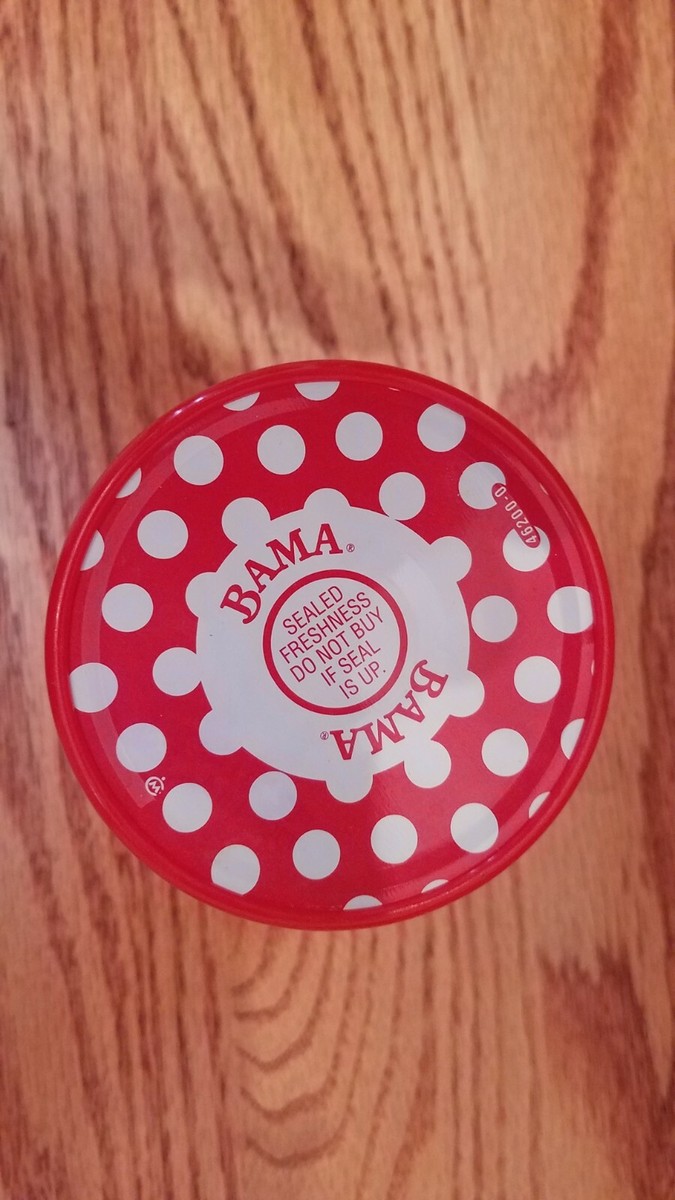 BAMA®
SEALED
FRESHNESS
DO NOT BUY
IF SEAL
IS UP.
BAMA®
46200-0